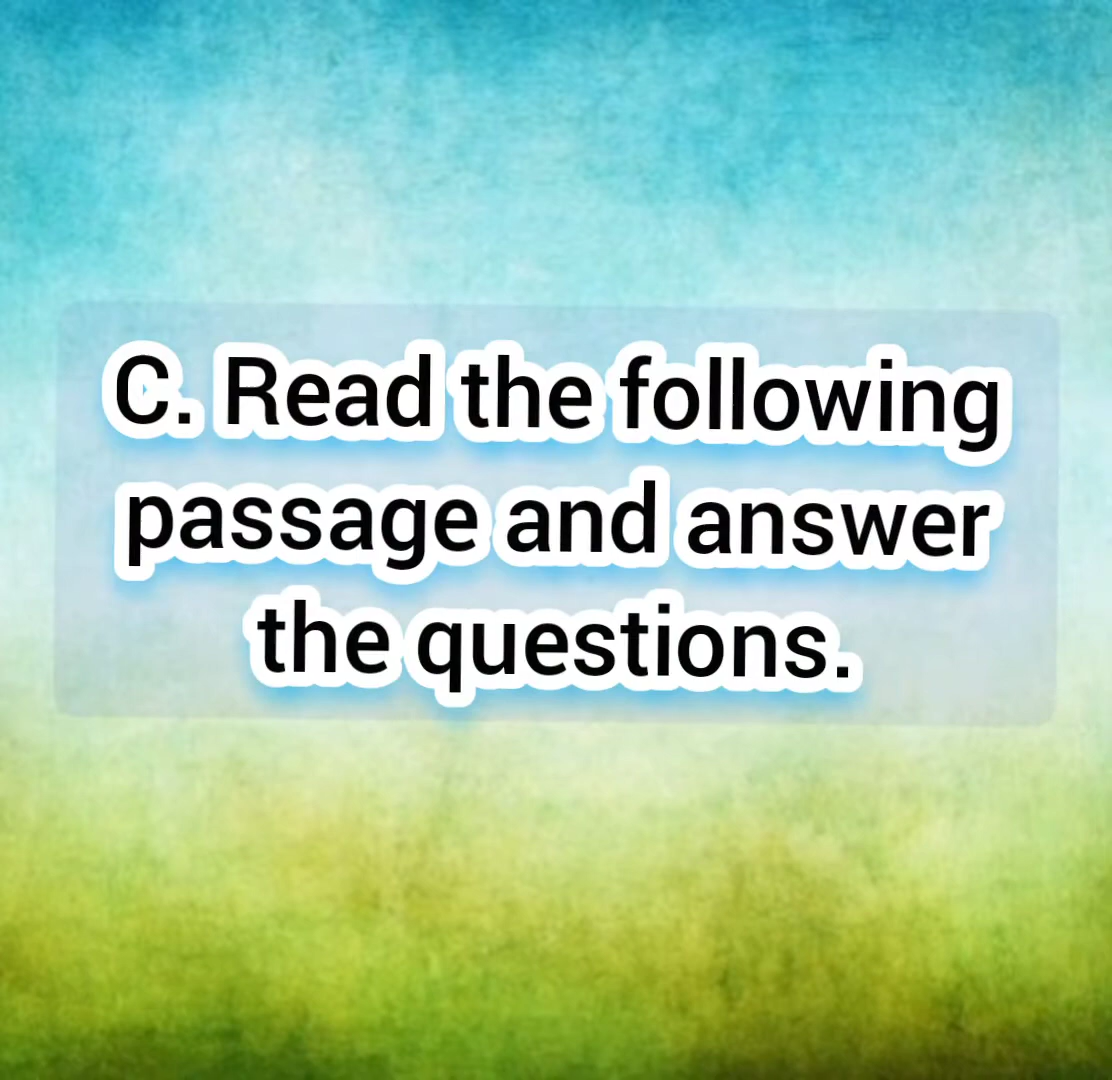 C. Read the following
passage and answer
the questions.